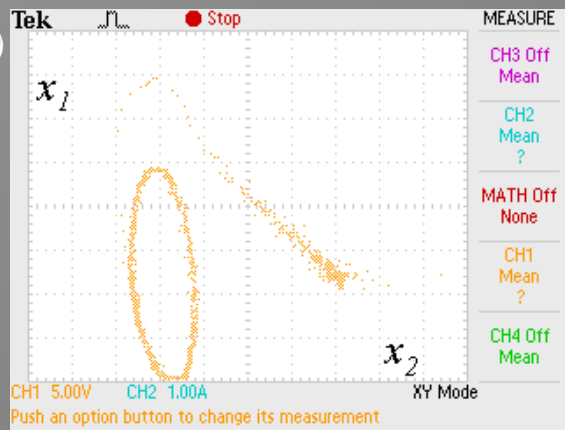 Tek Stop MEASURE
x1
CH3 Off
Mean
CH2
Mean
?
MATH Off
None
CH1
Mean
?
CH4 Off
Mean
x2
CH1 5.00V CH2 1.00A XY Mode
Push an option button to change its measurement